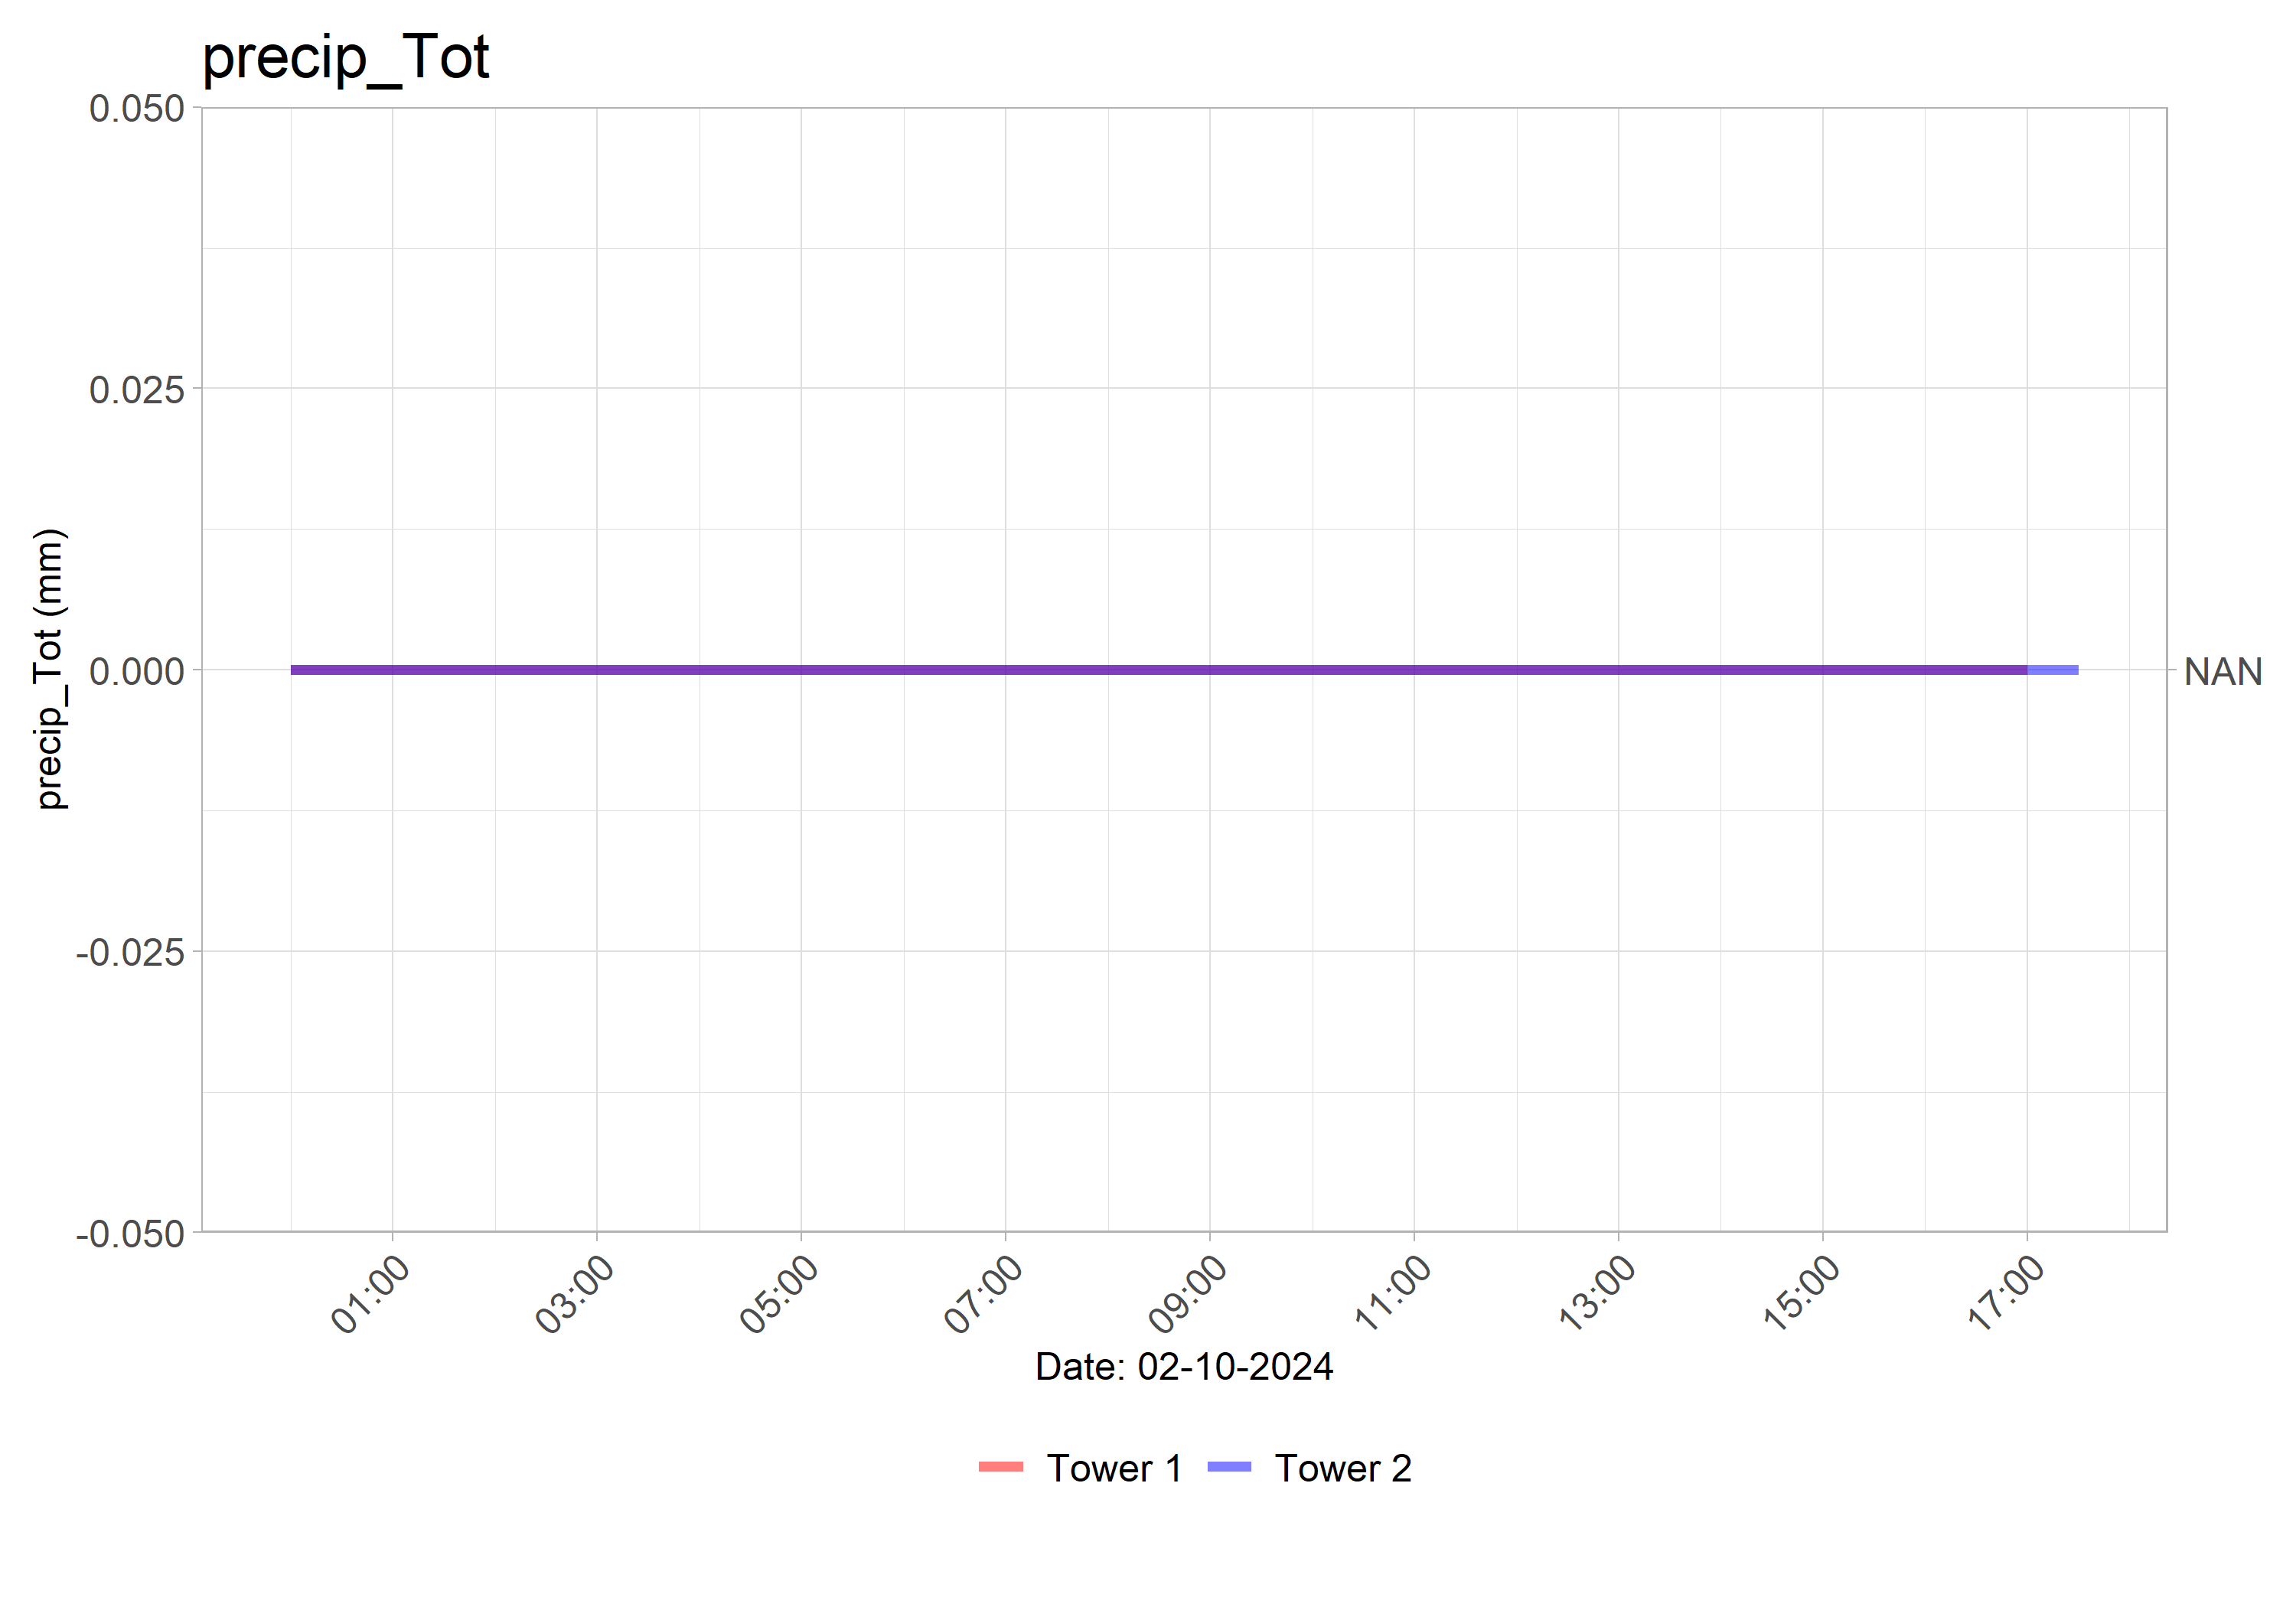 precip_Tot
0.050
0.025
0.000
-0.025
-0.050
precip_Tot (mm)
NAN
01:00 03:00 05:00 07:00 09:00 11:00 13:00 15:00 17:00
Date: 02-10-2024
Tower 1 Tower 2